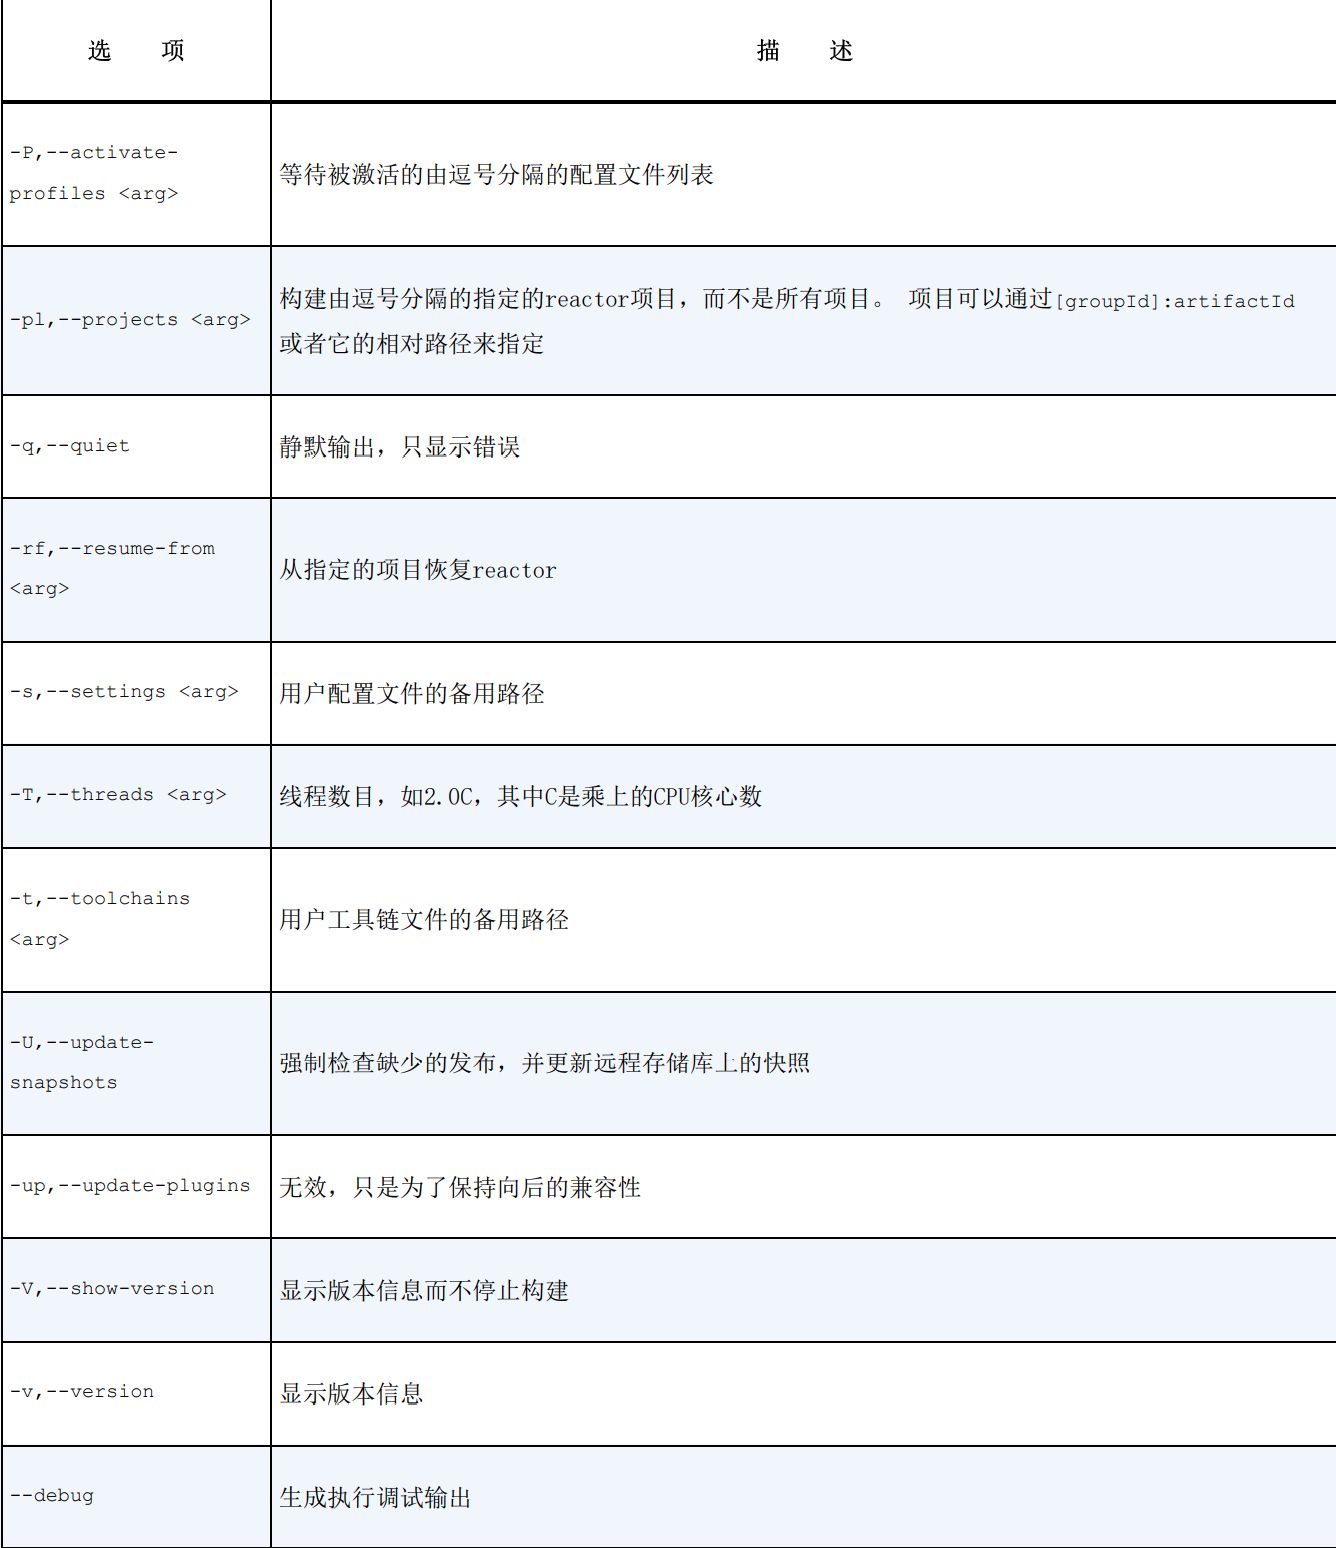 选 项
描 述
-P,--activate-
profiles <arg>
等待被激活的由逗号分隔的配置文件列表
-pl,--projects <arg>
构建由逗号分隔的指定的reactor项目，而不是所有项目。 项目可以通过[groupId]:artifactId
或者它的相对路径来指定
-q,--quiet
静默输出，只显示错误
-rf,--resume-from
<arg>
从指定的项目恢复reactor
-s,--settings <arg>
用户配置文件的备用路径
-T,--threads <arg>
线程数目，如2.0C，其中C是乘上的CPU核心数
-t,--toolchains
<arg>
用户工具链文件的备用路径
-U,--update-
snapshots
强制检查缺少的发布，并更新远程存储库上的快照
-up,--update-plugins
无效，只是为了保持向后的兼容性
-V,--show-version
显示版本信息而不停止构建
-v,--version
显示版本信息
--debug
生成执行调试输出